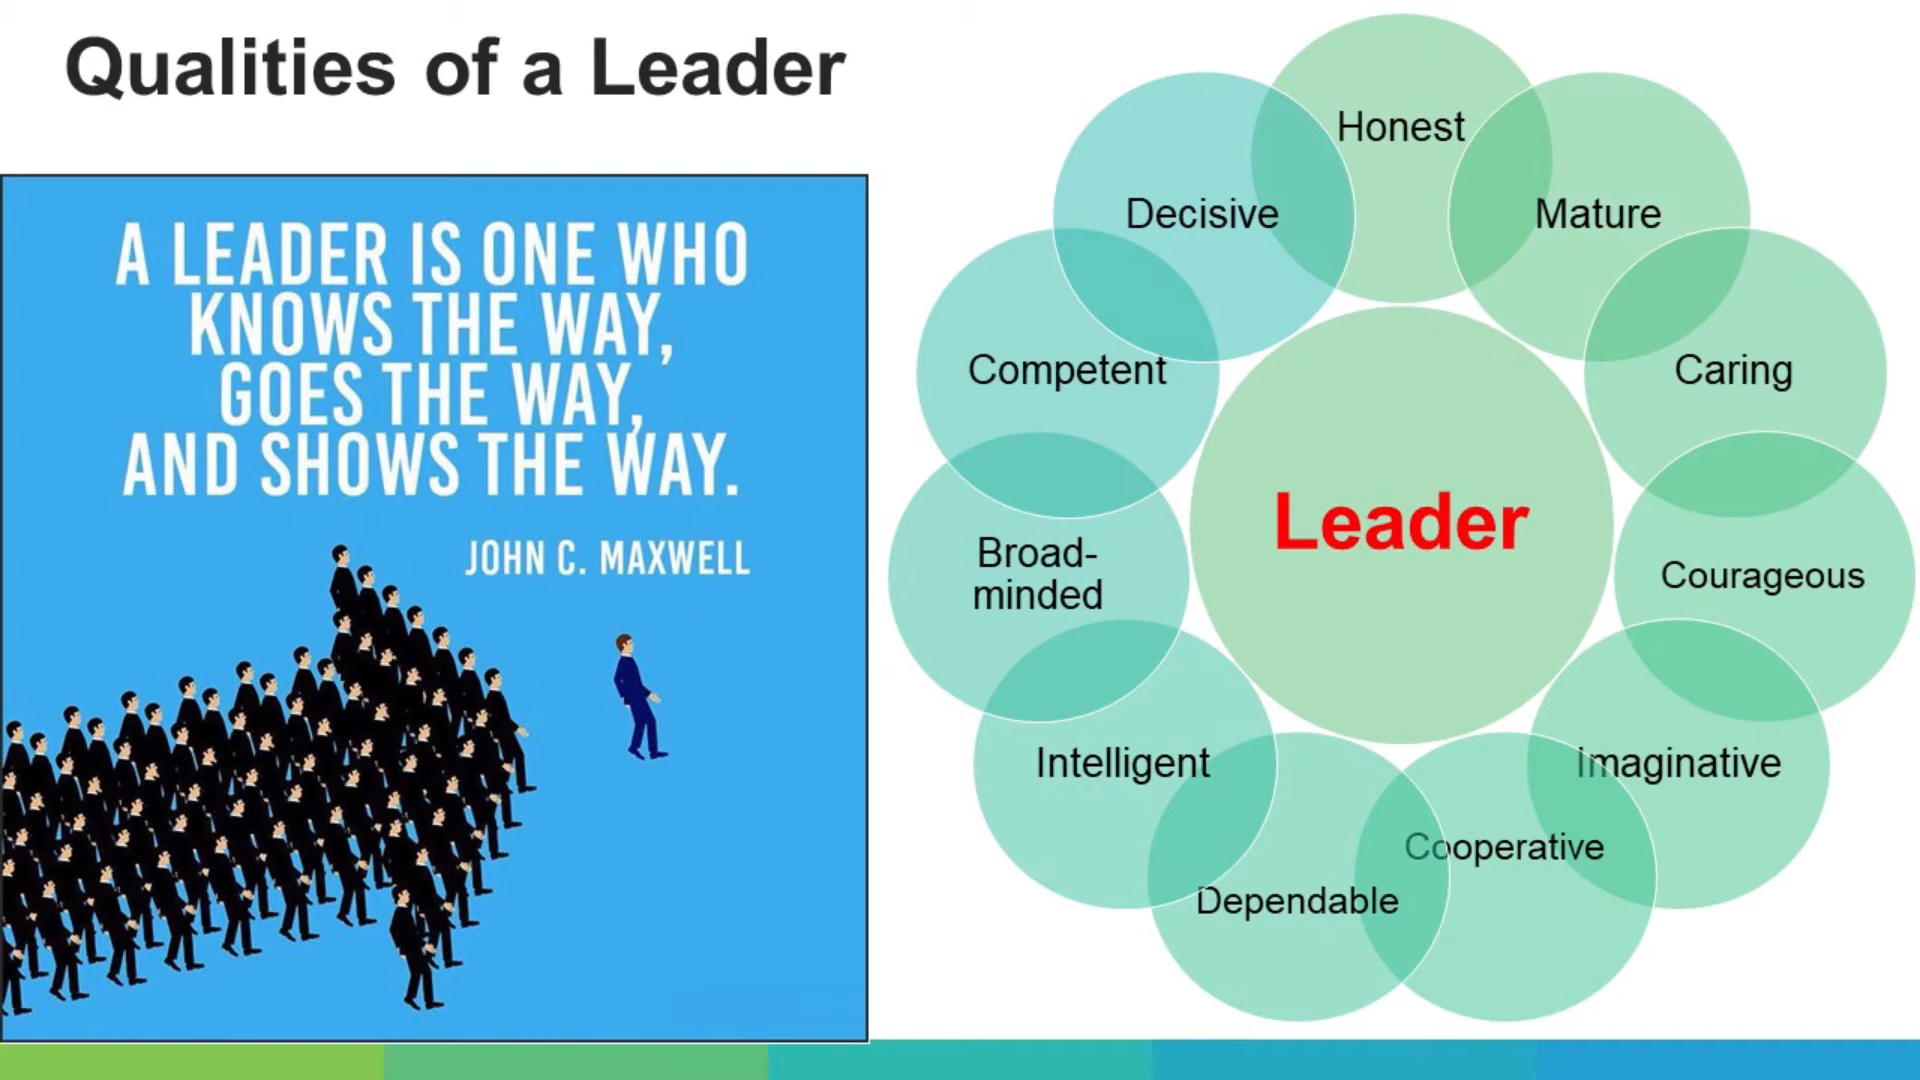 Qualities of a Leader
A LEADER IS ONE WHO
KNOWS THE WAY,
GOES THE WAY,
AND SHOWS THE WAY.
JOHN C. MAXWELL
Honest
Mature
Caring
Courageous
Imaginative
Cooperative
Dependable
Intelligent
Broad-
minded
Competent
Decisive
Leader